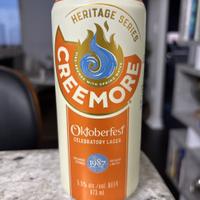 HERITAGE SERIES
CREEMORE
Oktoberfest
CELEBRATORY LAGER
1987
5.5% alc./vol. BEER
473 ml